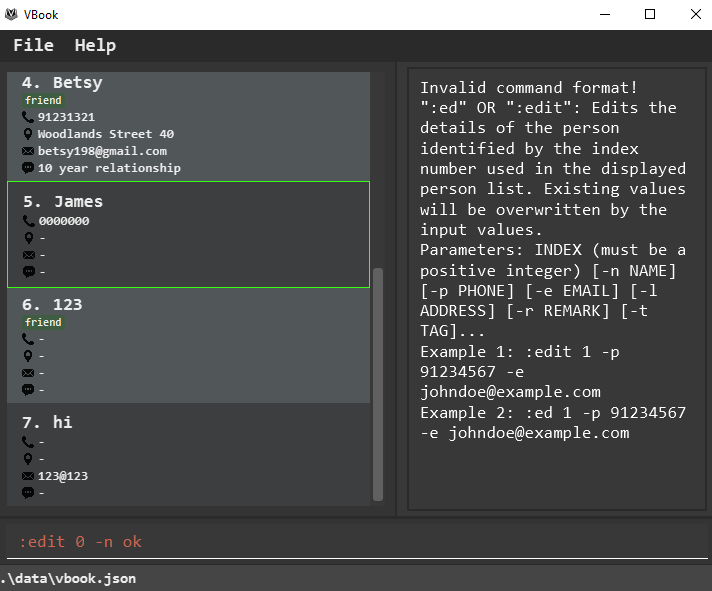 VBook
File Help
4. Betsy
friend
91231321
Woodlands Street 40
betsy198@gmail.com
10 year relationship
5. James
0000000
-
-
-
6. 123
friend
-
-
-
-
7. hi
-
-
123@123
-
Invalid command format!
":ed" OR ":edit": Edits the
details of the person
identified by the index
number used in the displayed
person list. Existing values
will be overwritten by the
input values.
Parameters: INDEX (must be a
positive integer) [-n NAME]
[-p PHONE] [-e EMAIL] [-l
ADDRESS] [-r REMARK] [-t
TAG]...
Example 1: :edit 1 -p
91234567 -e
johndoe@example.com
Example 2: :ed 1 -p 91234567
-e johndoe@example.com
:edit 0 -n ok
.\data\vbook.json